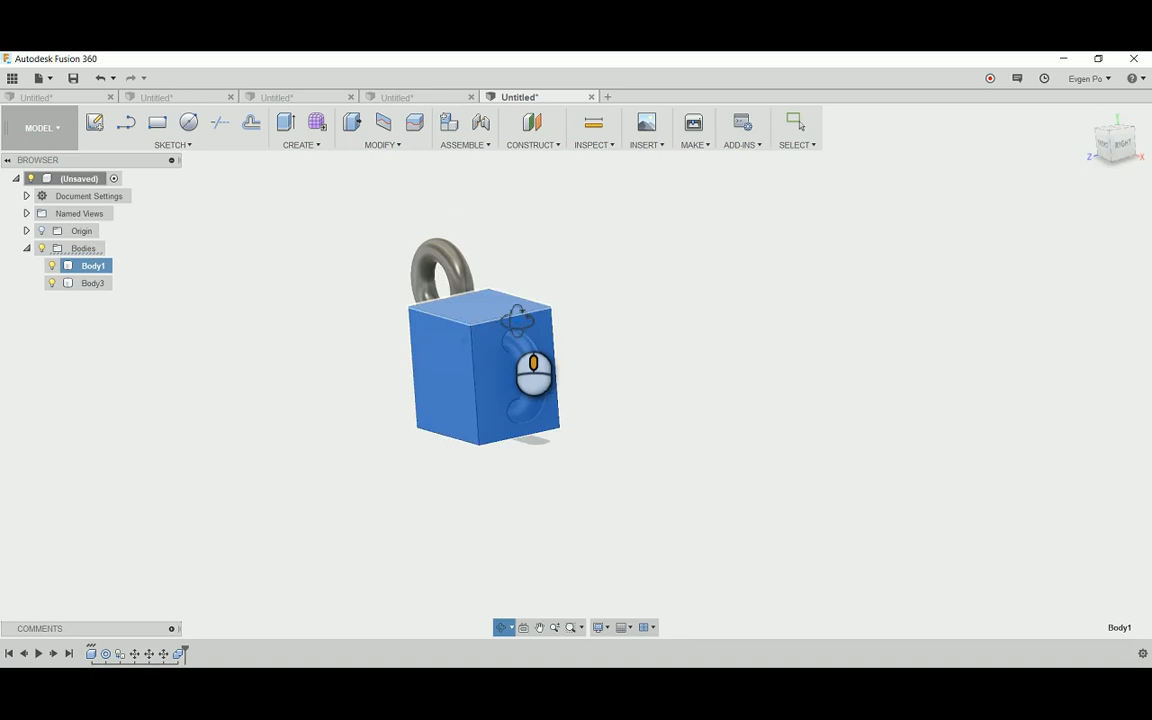 Autodesk Fusion 360
Evgen Po
Untitled* Untitled* Untitled* Untitled* Untitled*
MODEL
SKETCH CREATE MODIFY ASSEMBLE CONSTRUCT INSPECT INSERT MAKE ADD-INS SELECT
BROWSER
(Unsaved)
Document Settings
Named Views
Origin
Bodies
Body1
Body3
RIGHT
Z X
COMMENTS
Body1